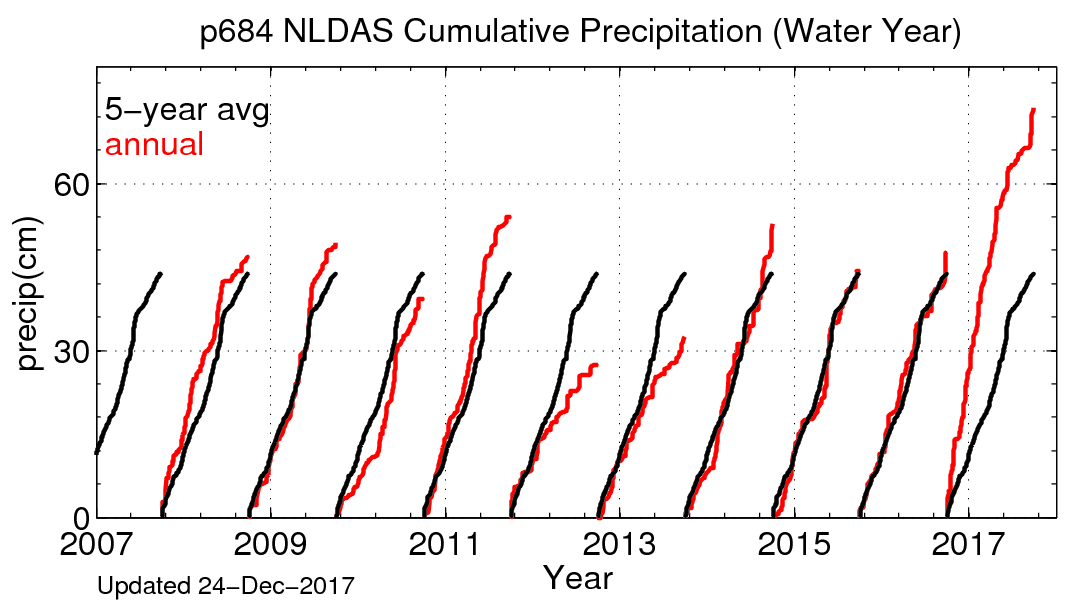 p684 NLDAS Cumulative Precipitation (Water Year)
5−year avg
annual
60
30
0
precip(cm)
2007 2009 2011 2013 2015 2017
Year
Updated 24−Dec−2017